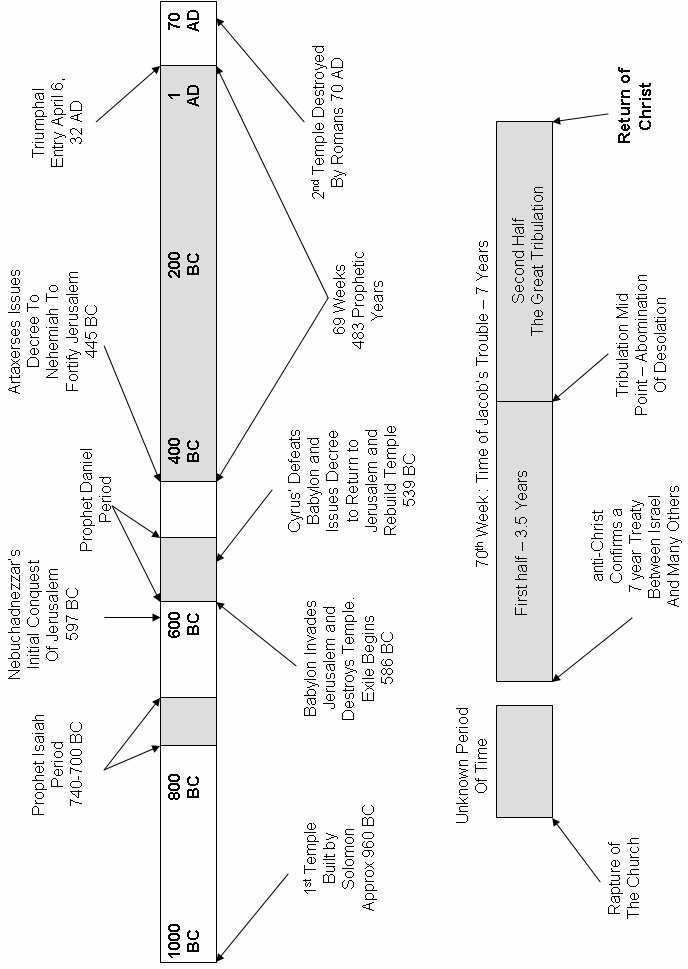 Prophet Isaiah
Period
740-700 BC
Nebuchadnezzar's
Initial Conquest
Of Jerusalem
597 BC
Prophet Daniel
Period
Artaxerses Issues
Decree To
Nehemiah To
Fortify Jerusalem
445 BC
Triumphal
Entry April 6,
32 AD
1000
BC
800
BC
600
BC
400
BC
200
BC
1
AD
70
AD
1st Temple
Built by
Solomon
Approx 960 BC
Babylon Invades
Jerusalem and
Destroys Temple.
Exile Begins
586 BC
Cyrus' Defeats
Babylon and
Issues Decree
to Return to
Jerusalem and
Rebuild Temple
539 BC
69 Weeks
483 Prophetic
Years
2nd Temple Destroyed
By Romans 70 AD
Unknown Period
Of Time
70th Week: Time of Jacob's Trouble – 7 Years
First half – 3.5 Years
Second Half
The Great Tribulation
Rapture of
The Church
anti-Christ
Confirms a
7 year Treaty
Between Israel
And Many Others
Tribulation Mid
Point – Abomination
Of Desolation
Return of
Christ